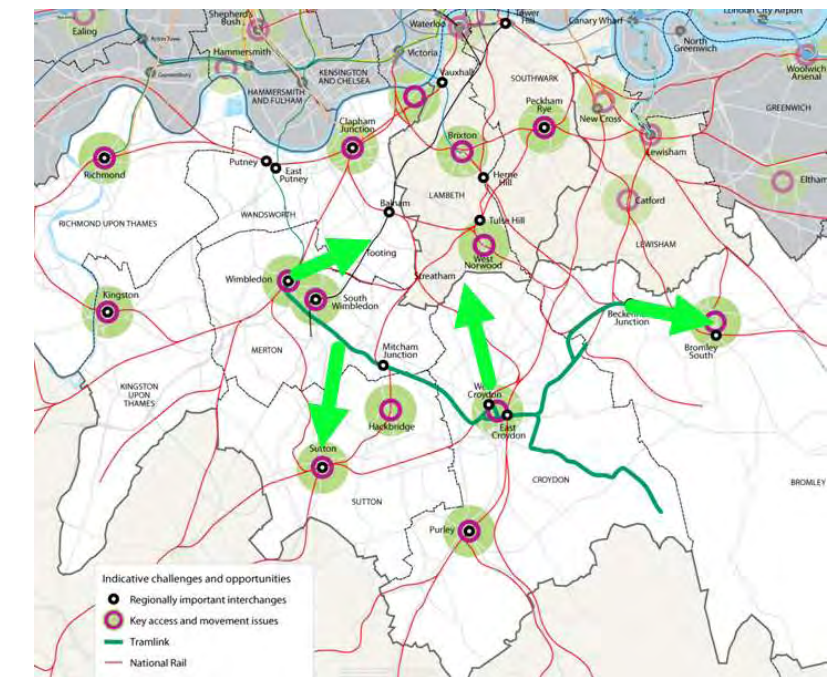 Ealing
Shepherd's
Bush
Acton Town
Hammersmith
Gunnersbury
HAMMERSMITH
AND FULHAM
KENSINGTON
AND CHELSEA
Waterloo
Victoria
Vauxhall
Tower
Hill
Canary Wharf
London City Airport
North
Greenwich
Woolwich
Arsenal
GREENWICH
SOUTHWARK
Peckham
Rye
New Cross
Lewisham
Eltham
Catford
LEWISHAM
Clapham
Junction
Brixton
Herne
Hill
LAMBETH
Tulse Hill
West
Norwood
Streatham
Balham
Tooting
Putney
East
Putney
WANDSWORTH
Richmond
RICHMOND UPON THAMES
Kingston
KINGSTON
UPON
THAMES
Wimbledon
South
Wimbledon
MERTON
Mitcham
Junction
Hackbridge
Sutton
SUTTON
West
Croydon
East
Croydon
CROYDON
Purley
Beckenham
Junction
Bromley
South
BROMLEY
Indicative challenges and opportunities
Regionally important interchanges
Key access and movement issues
Tramlink
National Rail